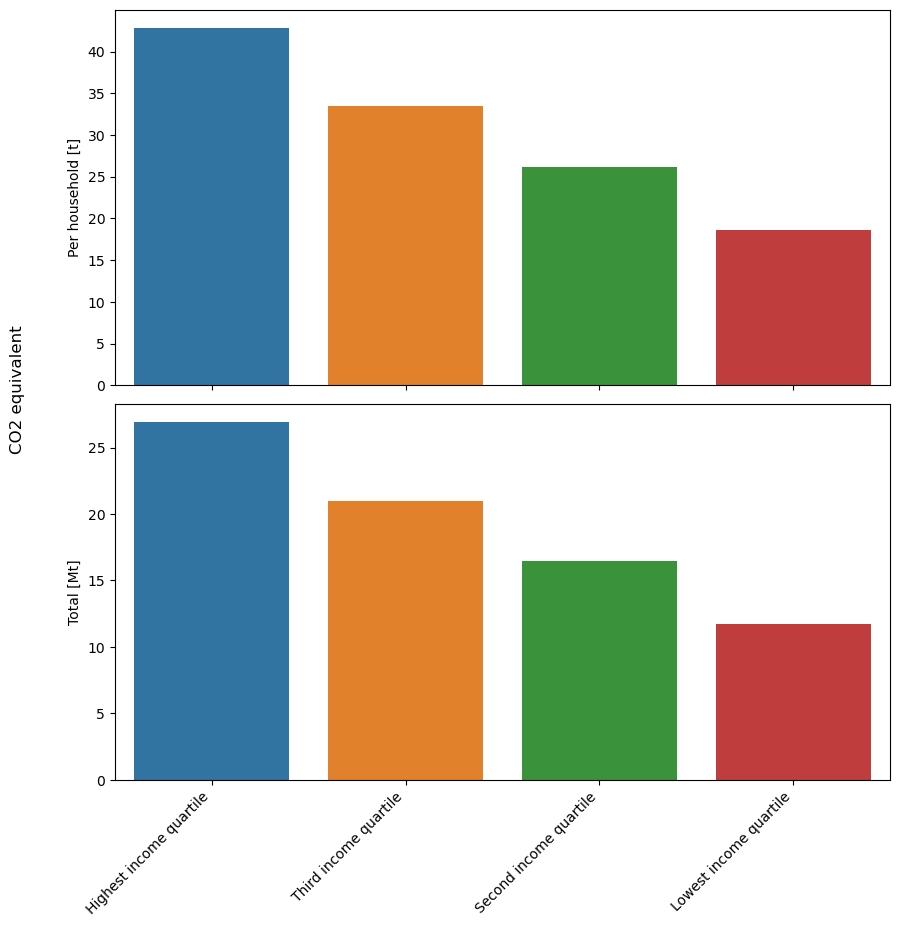 CO2 equivalent
Per household [t]
40
35
30
25
20
15
10
5
0
Total [Mt]
25
20
15
10
5
0
Highest income quartile
Third income quartile
Second income quartile
Lowest income quartile